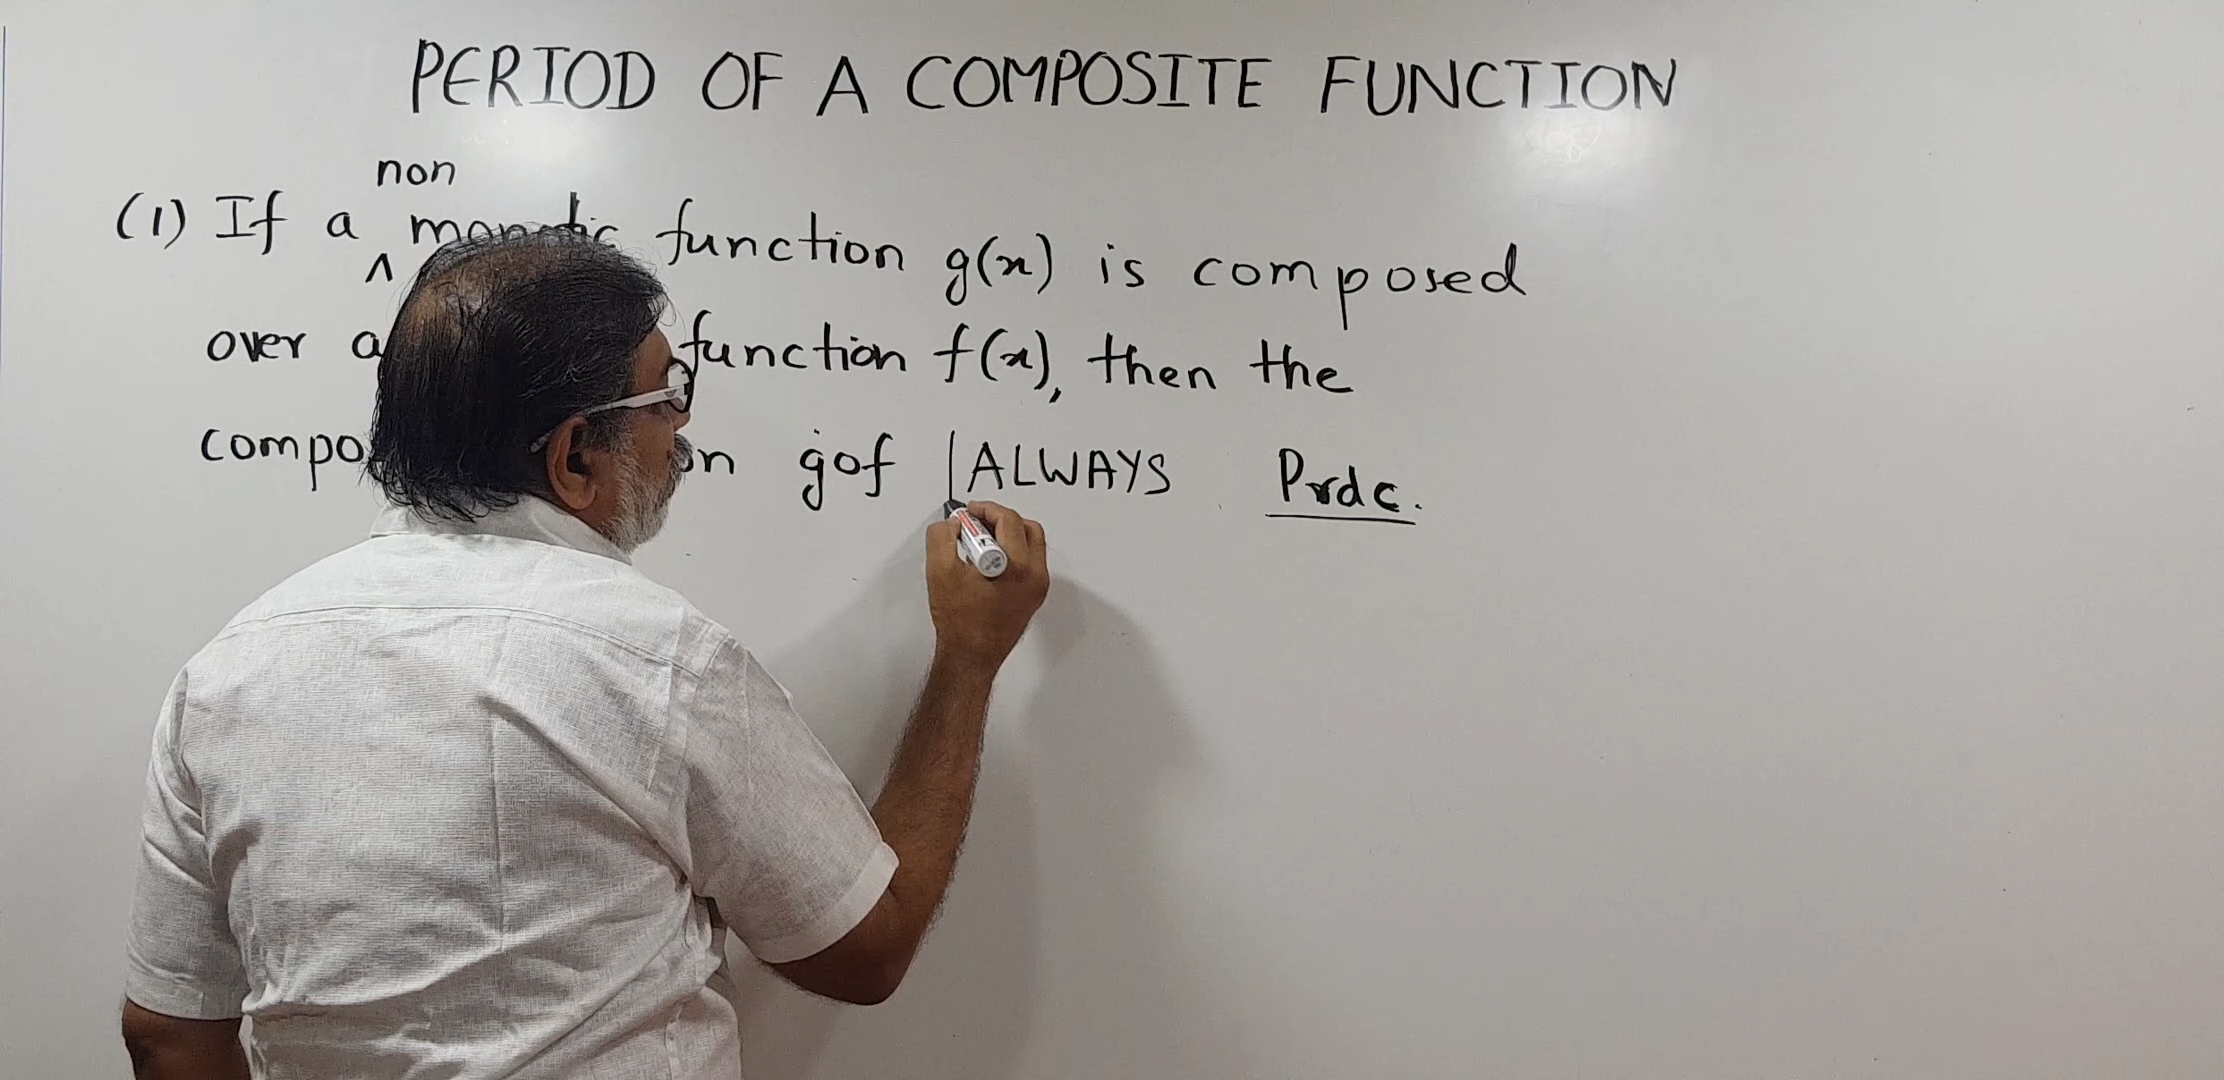 PERIOD OF A COMPOSITE FUNCTION
non
(1) If a ^ function g(x) is composed
over a function f(x), then the
gof | ALWAYS Prdc.